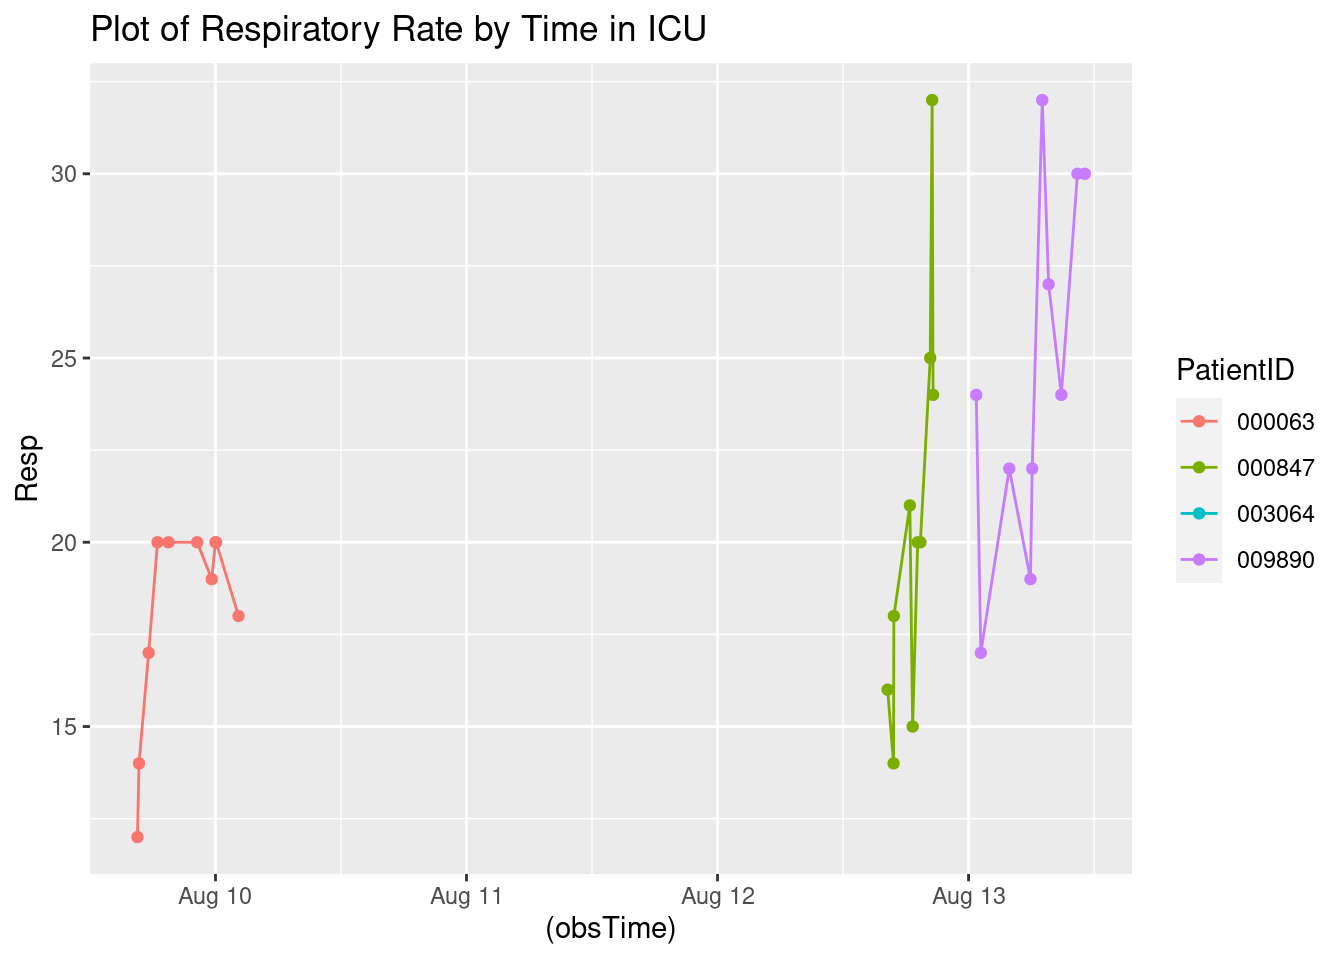 Plot of Respiratory Rate by Time in ICU
Resp
30
25
20
15
Aug 10 Aug 11 Aug 12 Aug 13
(obsTime)
PatientID
000063
000847
003064
009890